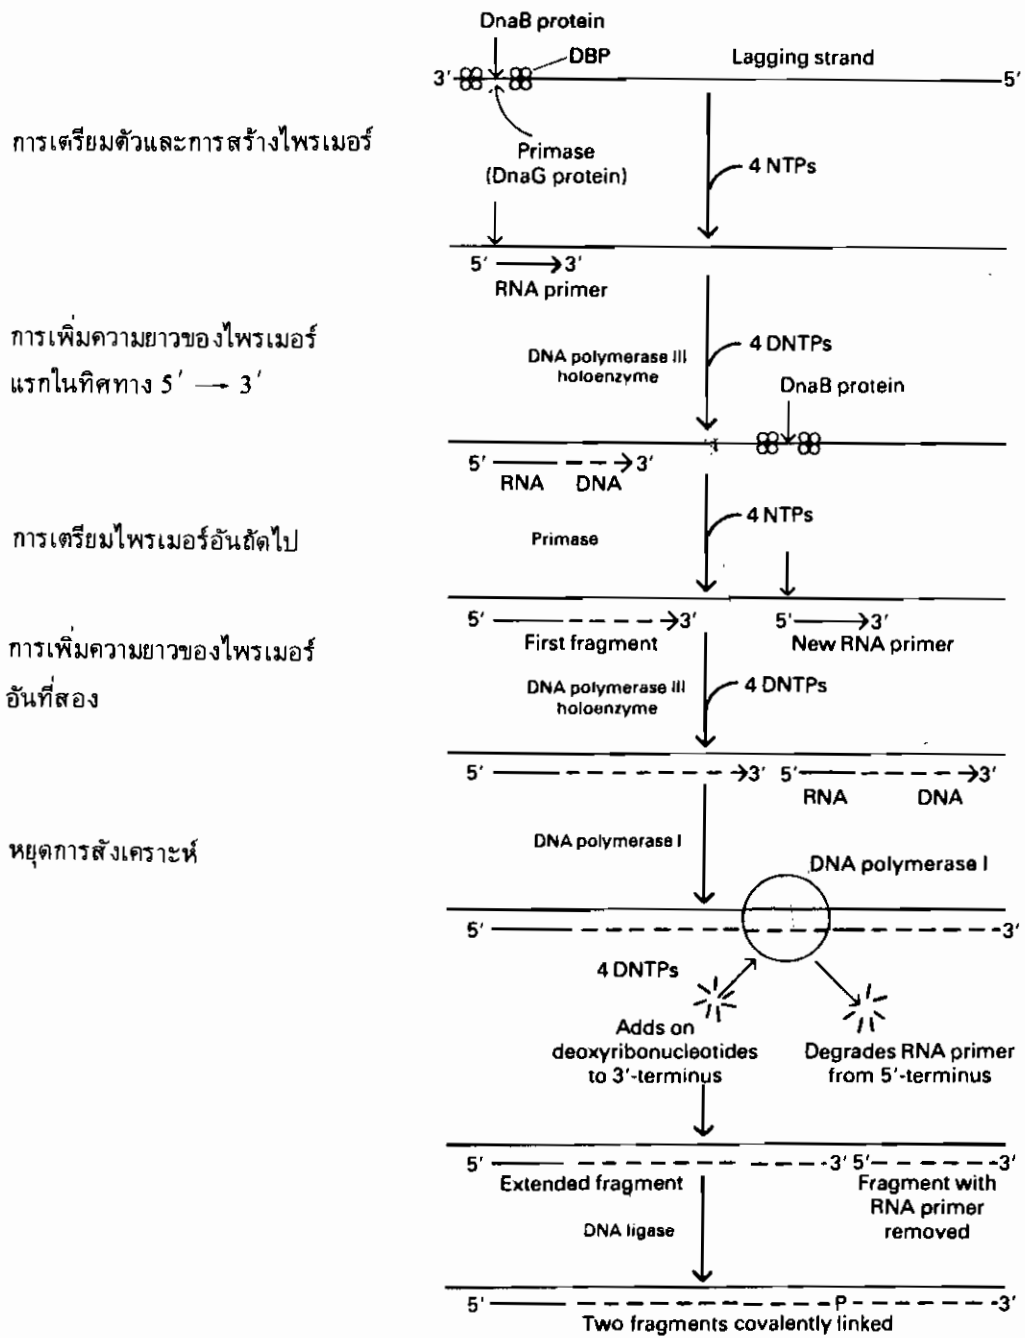 DnaB protein
DBP
Lagging strand
3′ 5′
การเตรียมตัวและการสร้างไพรเมอร์
Primase
(DnaG protein)
4 NTPs
5′ 3′
RNA primer
การเพิ่มความยาวของไพรเมอร์
แรกในทิศทาง 5′ → 3′
DNA polymerase III
holoenzyme
4 DNTPs
DnaB protein
5′ 3′
RNA DNA
การเตรียมไพรเมอร์อันถัดไป
Primase
4 NTPs
5′ 3′ 5′ 3′
First fragment New RNA primer
การเพิ่มความยาวของไพรเมอร์
อันที่สอง
DNA polymerase III
holoenzyme
4 DNTPs
5′ 3′ 5′ 3′
RNA DNA
หยุดการสังเคราะห์
DNA polymerase I
DNA polymerase I
5′ 3′
4 DNTPs
Adds on
deoxyribonucleotides
to 3′-terminus
Degrades RNA primer
from 5′-terminus
5′ 3′ 5′ 3′
Extended fragment
Fragment with
RNA primer
removed
DNA ligase
5′ P 3′
Two fragments covalently linked